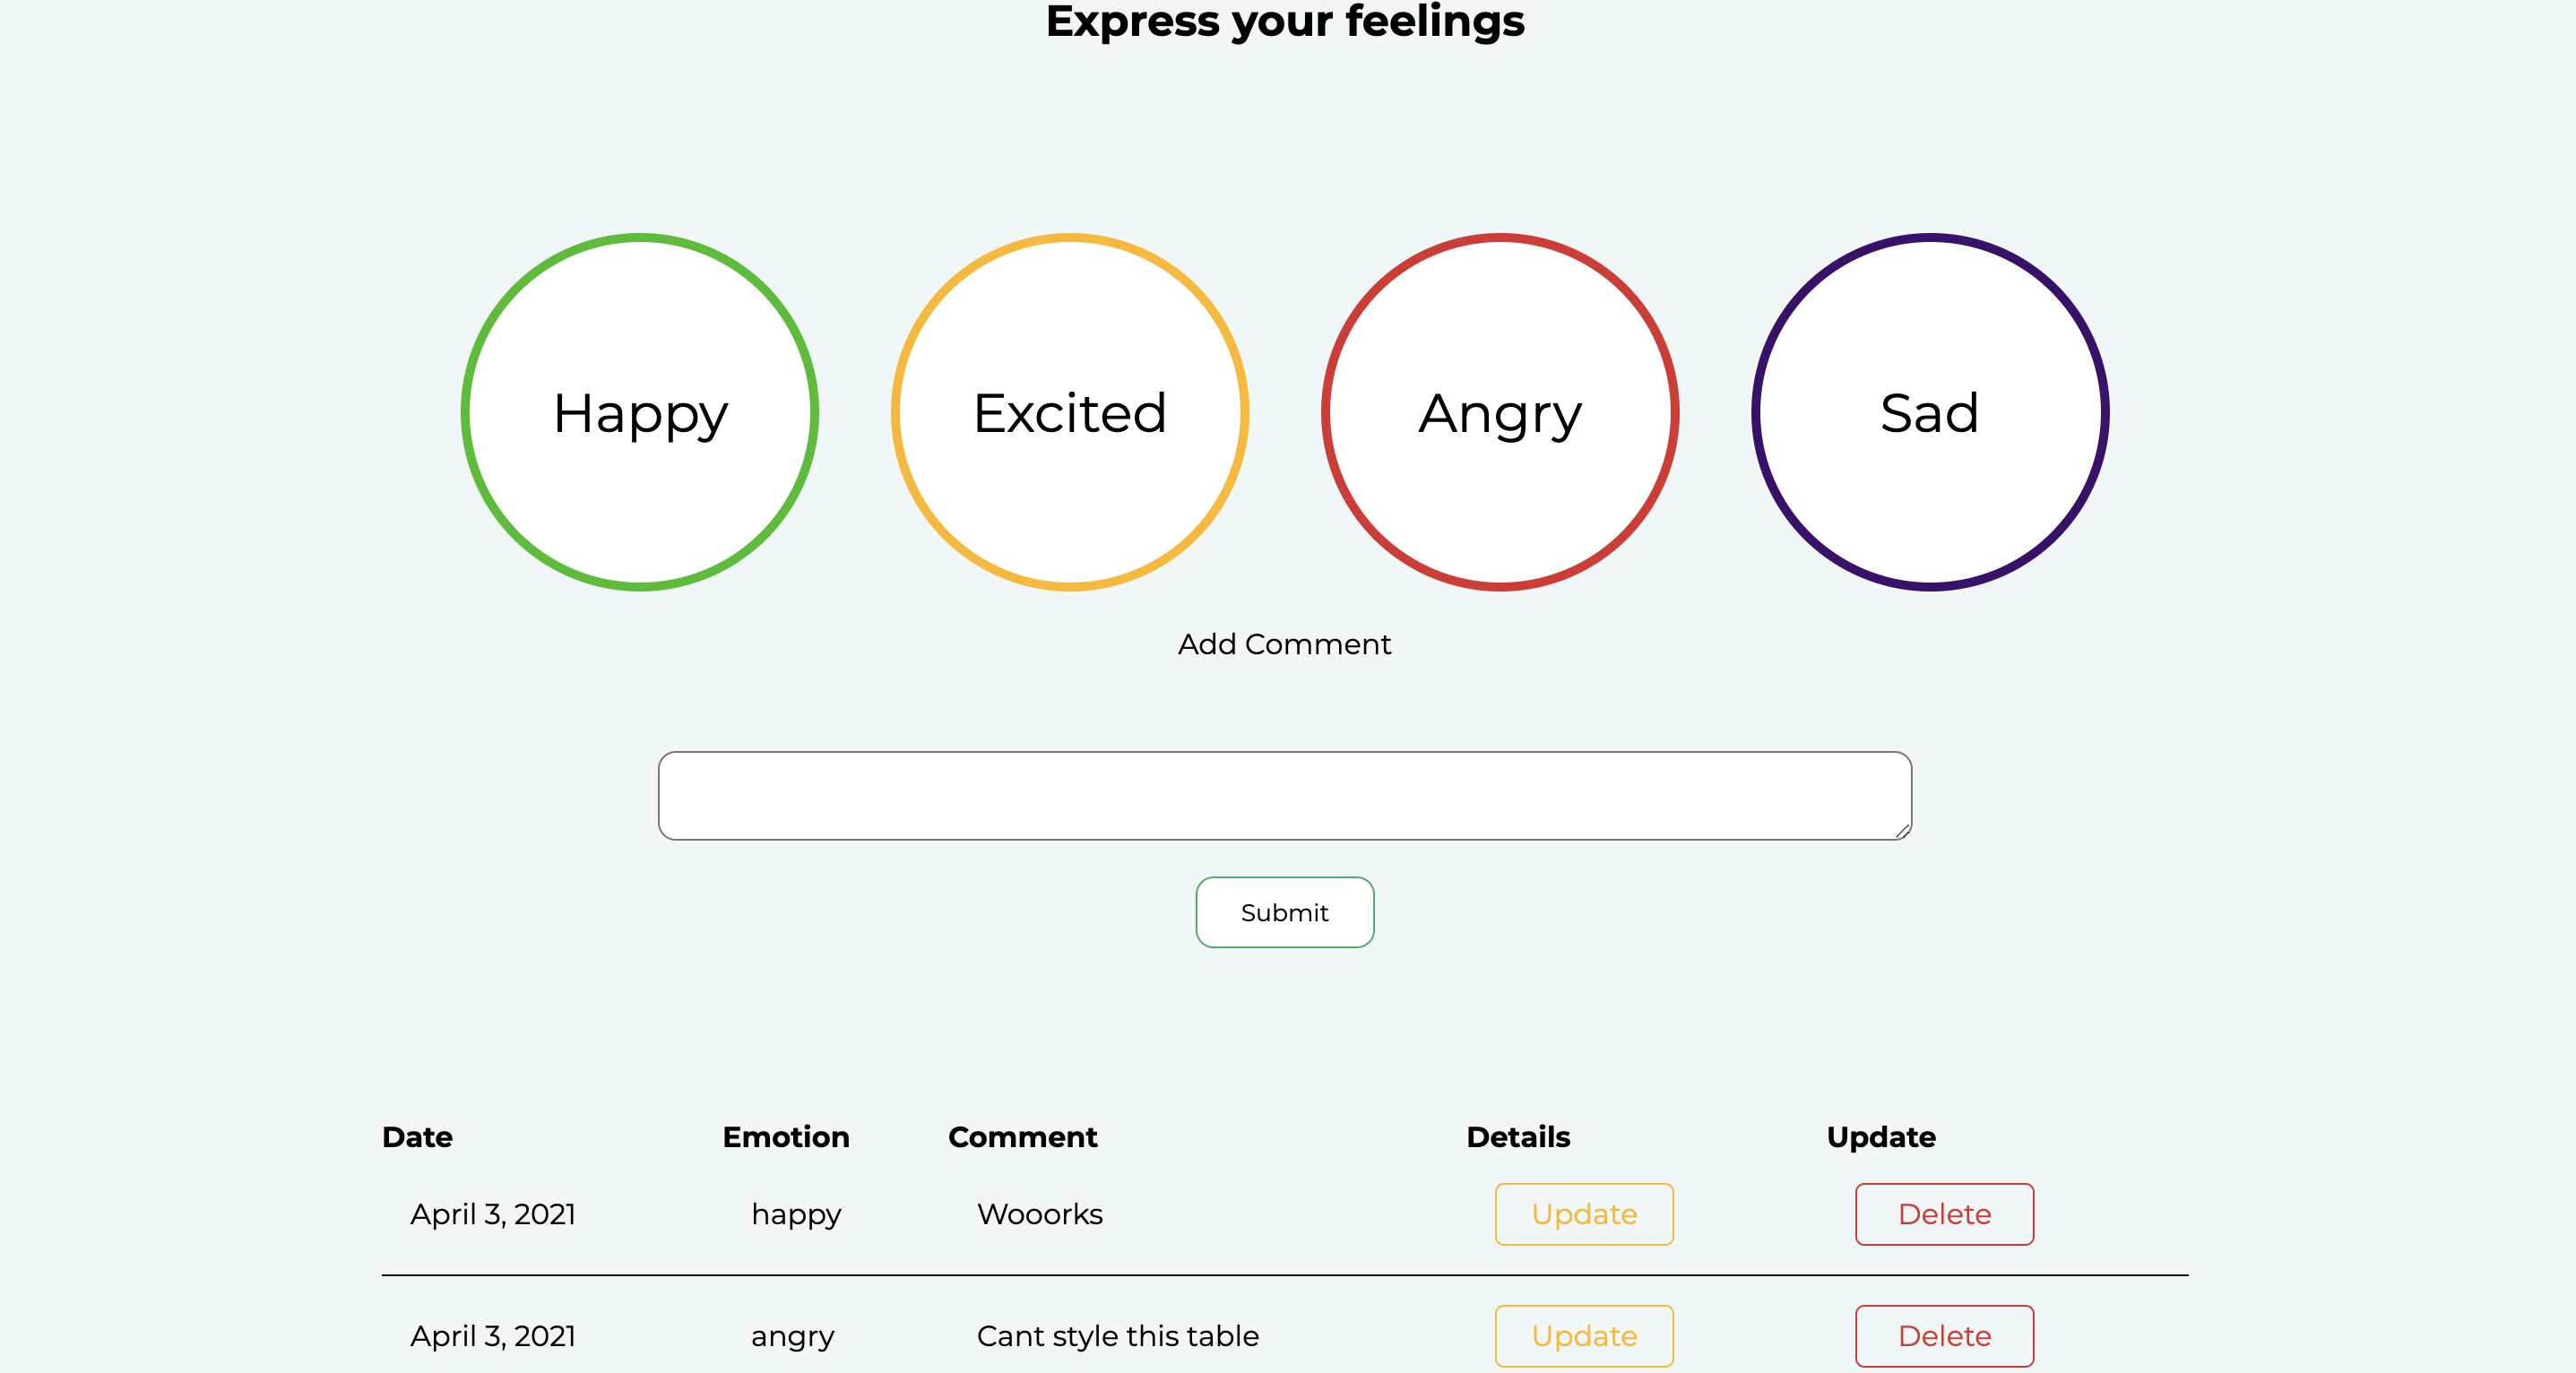 Express your feelings
Happy Excited Angry Sad
Add Comment
Submit
Date Emotion Comment Details Update
April 3, 2021 happy Wooorks Update Delete
April 3, 2021 angry Cant style this table Update Delete